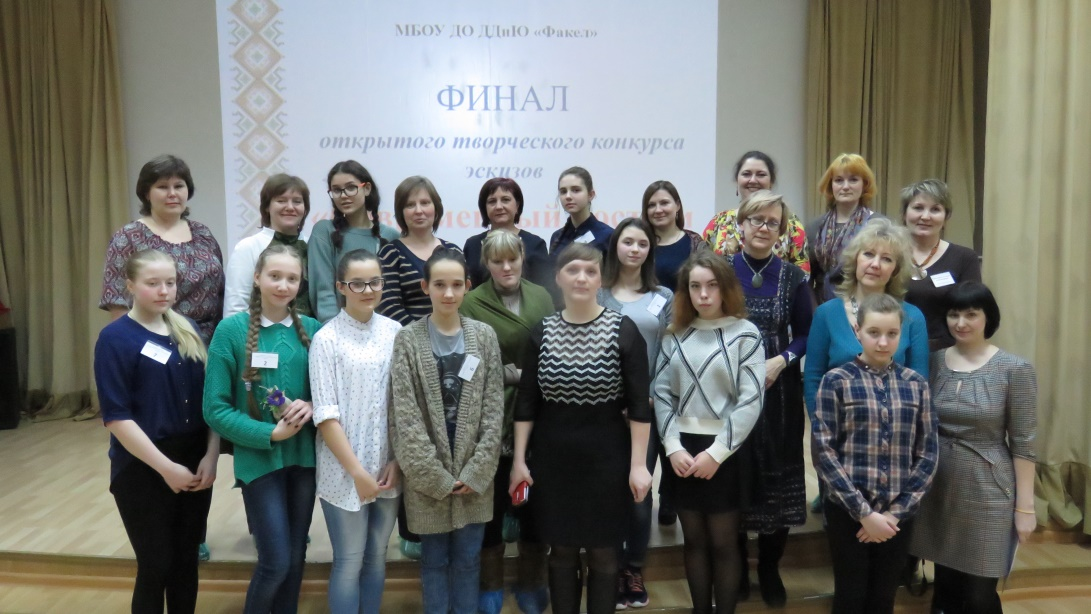 МБОУ ДО ДДиЮ «Факел»
ФИНАЛ
открытого творческого конкурса
эскизов